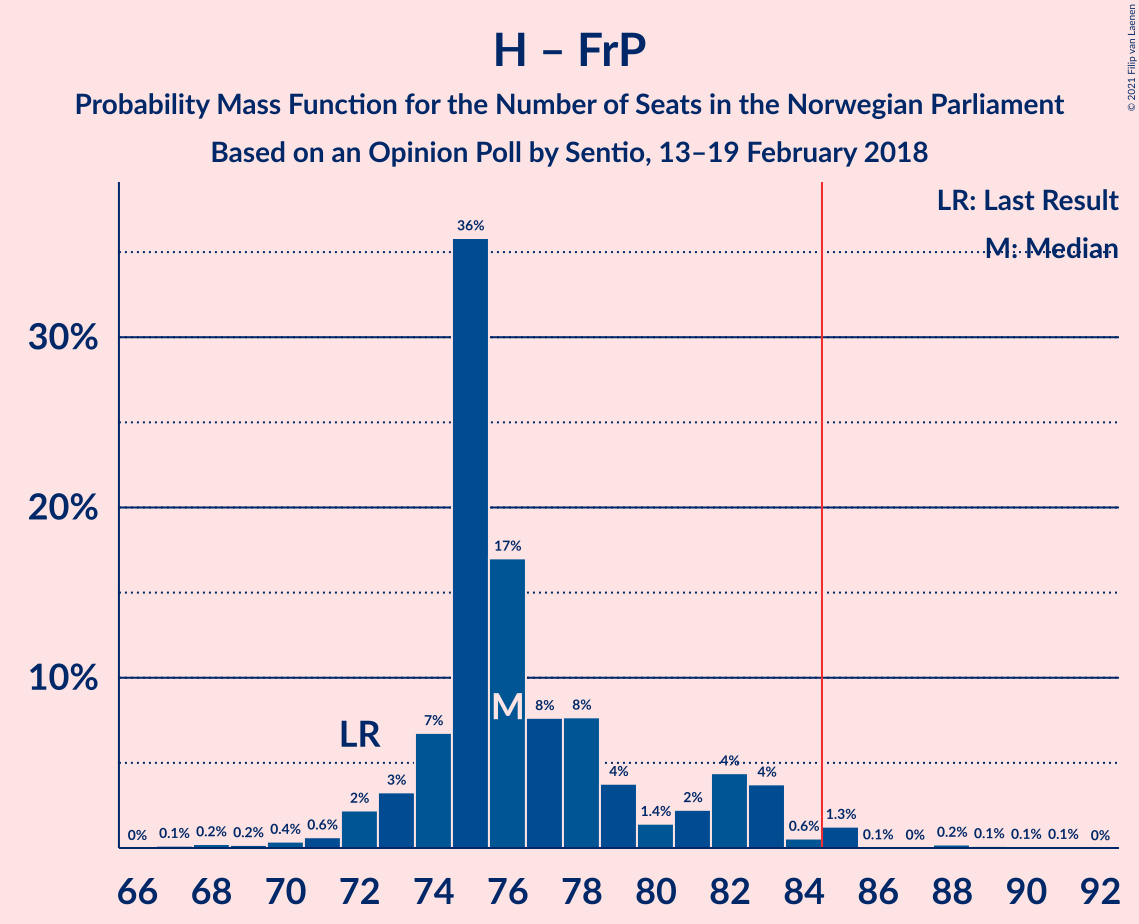 H – FrP
Probability Mass Function for the Number of Seats in the Norwegian Parliament
Based on an Opinion Poll by Sentio, 13–19 February 2018
© 2021 Filip van Laenen
LR: Last Result
M: Median
30%
20%
10%
0% 0.1% 0.2% 0.2% 0.4% 0.6% 2% 3% 7% 36% 17% 8% 8% 4% 1.4% 2% 4% 4% 0.6% 1.3% 0.1% 0% 0.2% 0.1% 0.1% 0.1% 0%
LR
M
66 68 70 72 74 76 78 80 82 84 86 88 90 92